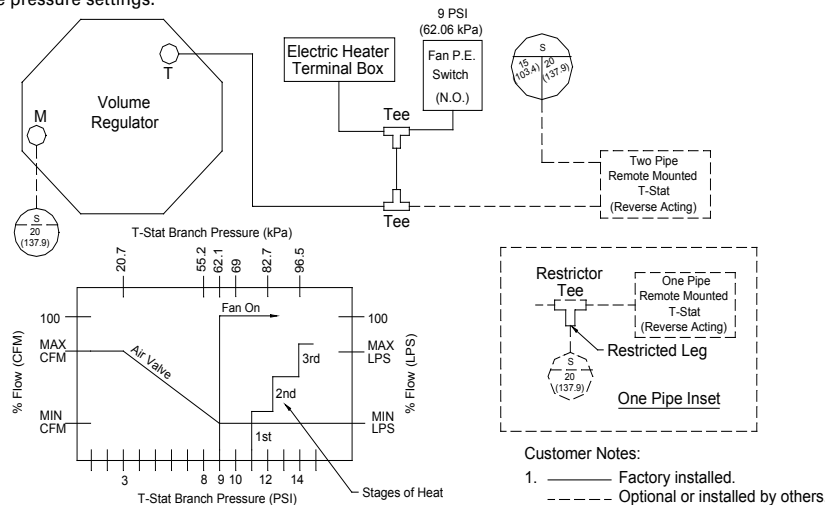 e pressure settings.
9 PSI
(62.06 kPa)
Electric Heater
Terminal Box
Fan P.E.
Switch
(N.O.)
S
15
(103.4)
20
(137.9)
T
Volume
Regulator
M
Tee
Tee
Two Pipe
Remote Mounted
T-Stat
(Reverse Acting)
S
20
(137.9)
T-Stat Branch Pressure (kPa)
20.7
55.2
62.1
69
82.7
96.5
% Flow (CFM)
100
MAX
CFM
MIN
CFM
Air Valve
Fan On
1st
2nd
3rd
100
MAX
LPS
MIN
LPS
% Flow (LPS)
3
8
9
10
12
14
T-Stat Branch Pressure (PSI)
Stages of Heat
Restrictor
Tee
One Pipe
Remote Mounted
T-Stat
(Reverse Acting)
Restricted Leg
S
20
(137.9)
One Pipe Inset
Customer Notes:
1. Factory installed.
Optional or installed by others